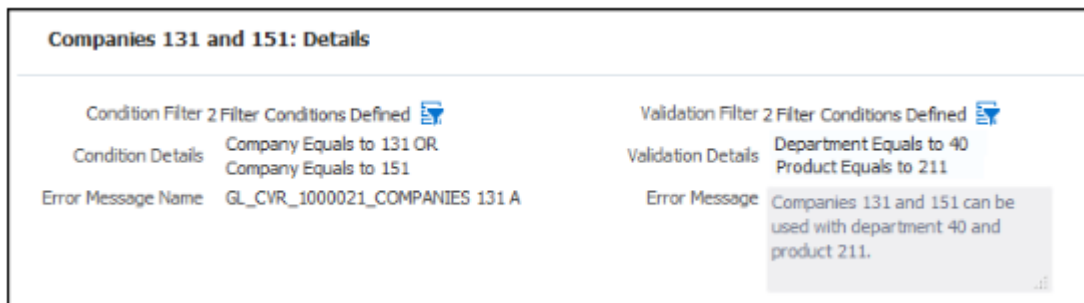 Companies 131 and 151: Details
Condition Filter 2 Filter Conditions Defined
Condition Details Company Equals to 131 OR
Company Equals to 151
Error Message Name GL_CVR_1000021_COMPANIES 131 A
Validation Filter 2 Filter Conditions Defined
Validation Details Department Equals to 40
Product Equals to 211
Error Message Companies 131 and 151 can be
used with department 40 and
product 211.